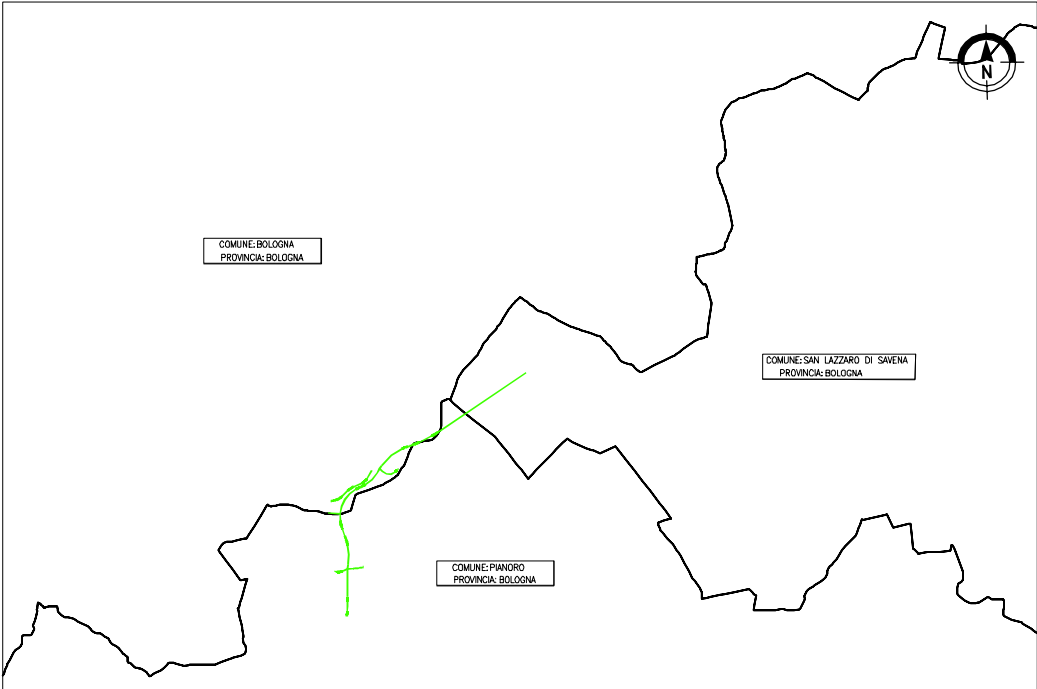 N
COMUNE: BOLOGNA
PROVINCIA: BOLOGNA
COMUNE: SAN LAZZARO DI SAVENA
PROVINCIA: BOLOGNA
COMUNE: PIANORO
PROVINCIA: BOLOGNA